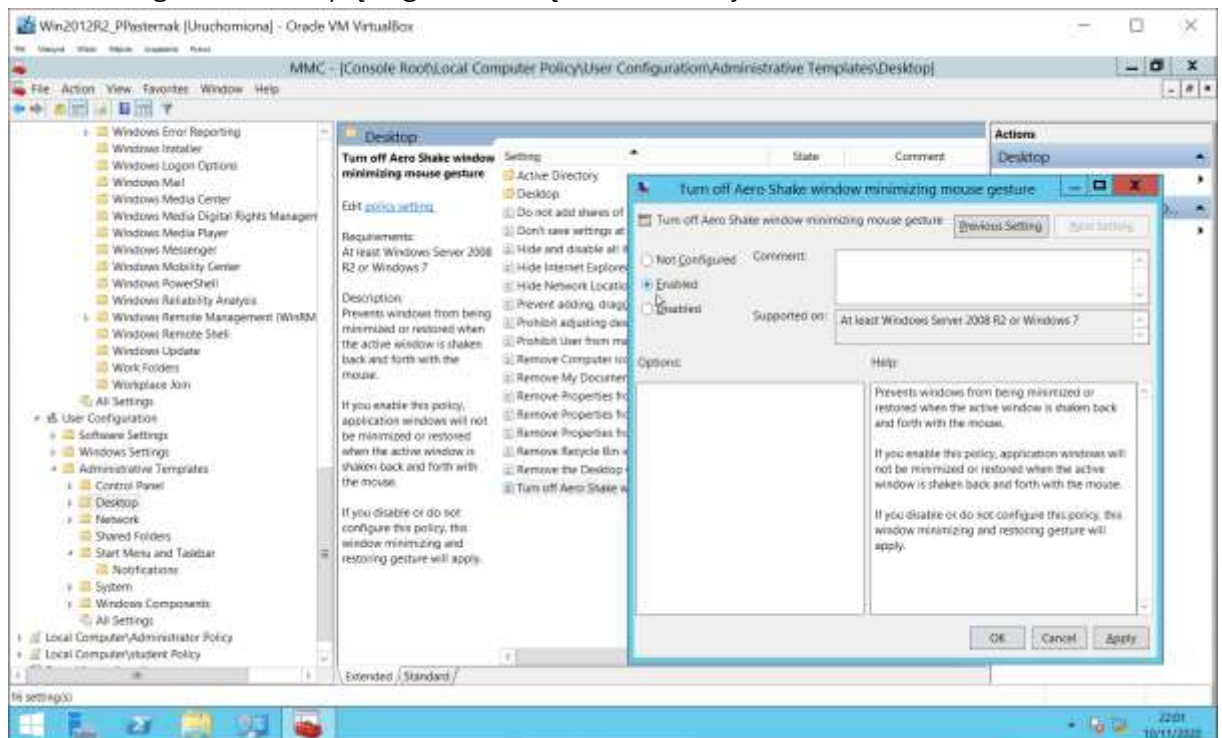 Win2012R2_PPasternak [Uruchomiona] - Oracle VM VirtualBox
MMC - [Console Root\Local Computer Policy\User Configuration\Administrative Templates\Desktop]
File Action View Favorites Window Help
Windows Error Reporting
Windows Installer
Windows Logon Options
Windows Mail
Windows Media Center
Windows Media Digital Rights Managem
Windows Media Player
Windows Messenger
Windows Mobility Center
Windows PowerShell
Windows Reliability Analysis
Windows Remote Management (WinRM
Windows Remote Shell
Windows Update
Work Folders
Workplace Join
All Settings
User Configuration
Software Settings
Windows Settings
Administrative Templates
Control Panel
Desktop
Network
Shared Folders
Start Menu and Taskbar
Notifications
System
Windows Components
All Settings
Local Computer\Administrator Policy
Local Computer\student Policy
Desktop
Turn off Aero Shake window
minimizing mouse gesture
Edit policy setting
Requirements:
At least Windows Server 2008
R2 or Windows 7
Description:
Prevents windows from being
minimized or restored when
the active window is shaken
back and forth with the
mouse.
If you enable this policy,
application windows will not
be minimized or restored
when the active window is
shaken back and forth with
the mouse.
If you disable or do not
configure this policy, this
window minimizing and
restoring gesture will apply.
Setting State Comment
Active Directory
Desktop
Do not add shares of
Don't save settings at
Hide and disable all i
Hide Internet Explore
Hide Network Locatio
Prevent adding, drag
Prohibit adjusting des
Prohibit User from ma
Remove Computer ico
Remove My Documen
Remove Properties fro
Remove Properties fro
Remove Properties fro
Remove Recycle Bin i
Remove the Desktop
Turn off Aero Shake w
Extended Standard
Actions
Desktop
Turn off Aero Shake window minimizing mouse gesture
Turn off Aero Shake window minimizing mouse gesture
Previous Setting Next Setting
Not Configured
Enabled
Disabled
Comment:
Supported on:
At least Windows Server 2008 R2 or Windows 7
Options:
Help:
Prevents windows from being minimized or
restored when the active window is shaken back
and forth with the mouse.
If you enable this policy, application windows will
not be minimized or restored when the active
window is shaken back and forth with the mouse.
If you disable or do not configure this policy, this
window minimizing and restoring gesture will
apply.
OK Cancel Apply
16 setting(s)
22:01
10/11/2020